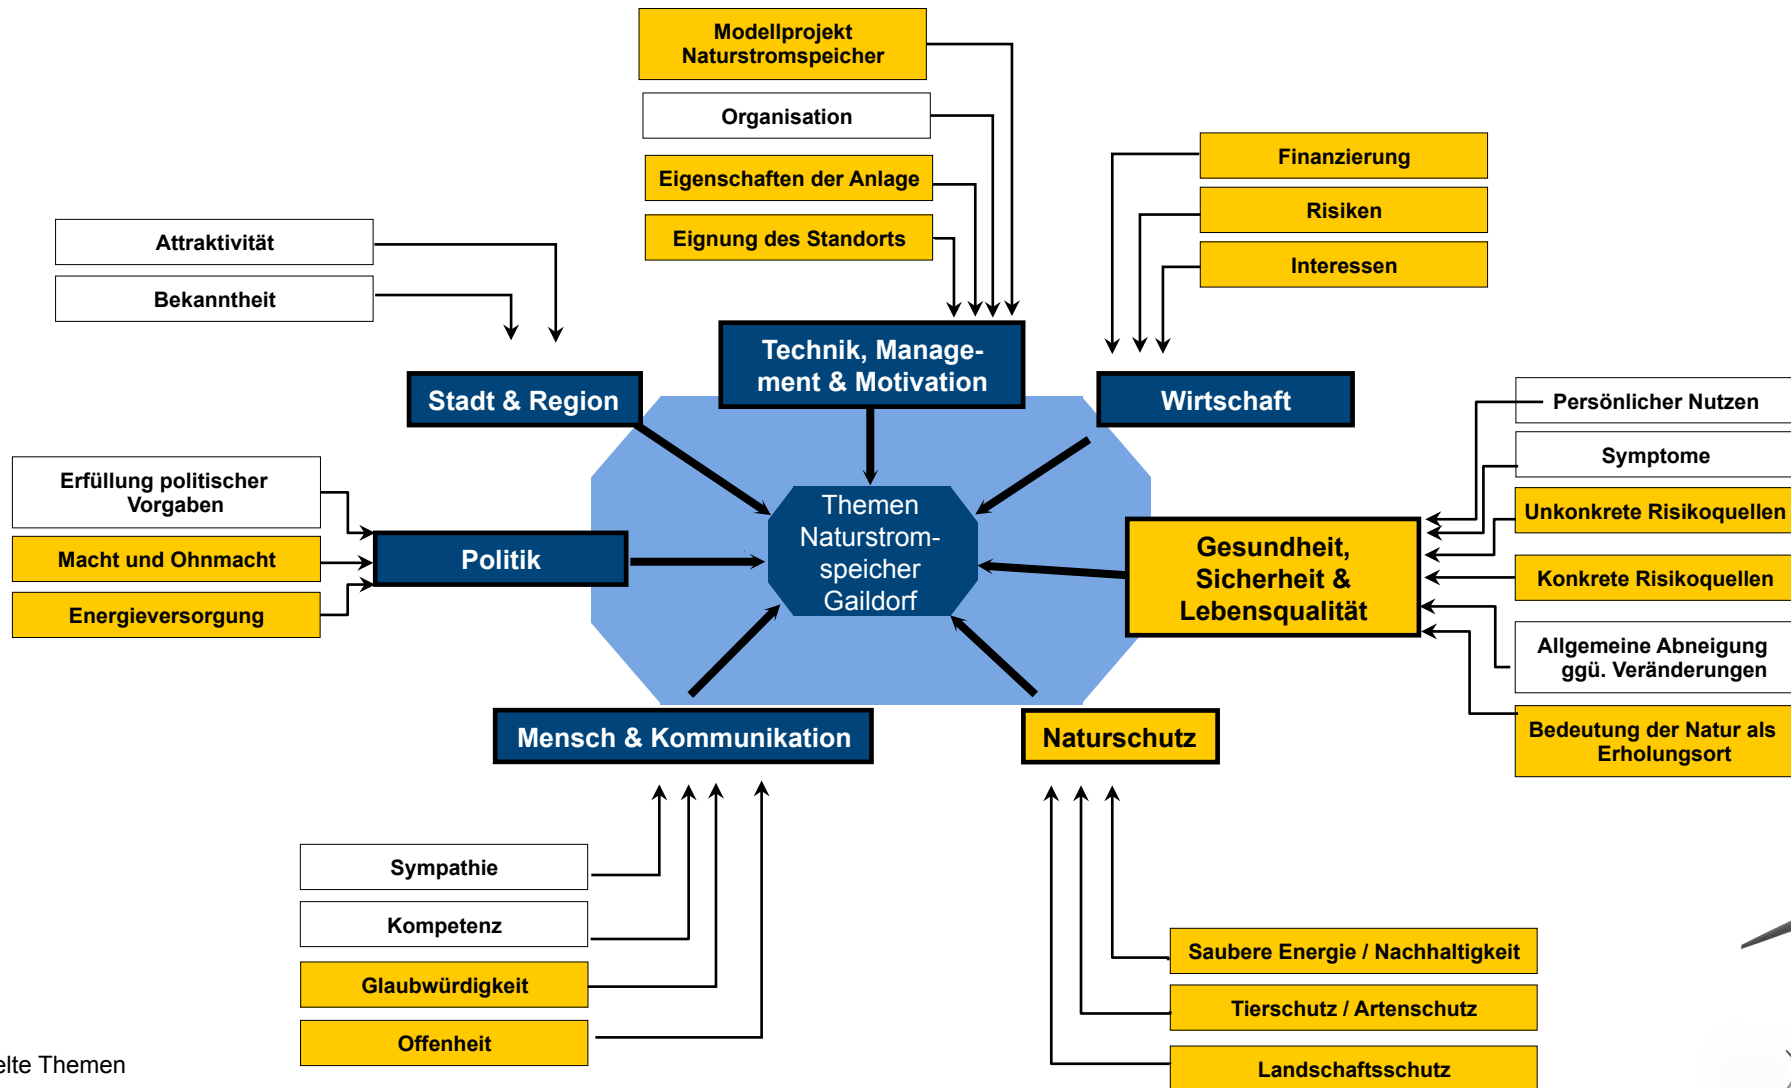 Modellprojekt
Naturstromspeicher
Organisation
Eigenschaften der Anlage
Eignung des Standorts
Finanzierung
Risiken
Interessen
Attraktivität
Bekanntheit
Technik, Manage-
ment & Motivation
Stadt & Region
Wirtschaft
Persönlicher Nutzen
Symptome
Unkonkrete Risikoquellen
Konkrete Risikoquellen
Allgemeine Abneigung
ggü. Veränderungen
Bedeutung der Natur als
Erholungsort
Erfüllung politischer
Vorgaben
Macht und Ohnmacht
Energieversorgung
Politik
Themen
Naturstrom-
speicher
Gaildorf
Gesundheit,
Sicherheit &
Lebensqualität
Mensch & Kommunikation
Naturschutz
Sympathie
Kompetenz
Glaubwürdigkeit
Offenheit
Saubere Energie / Nachhaltigkeit
Tierschutz / Artenschutz
Landschaftsschutz
Themen